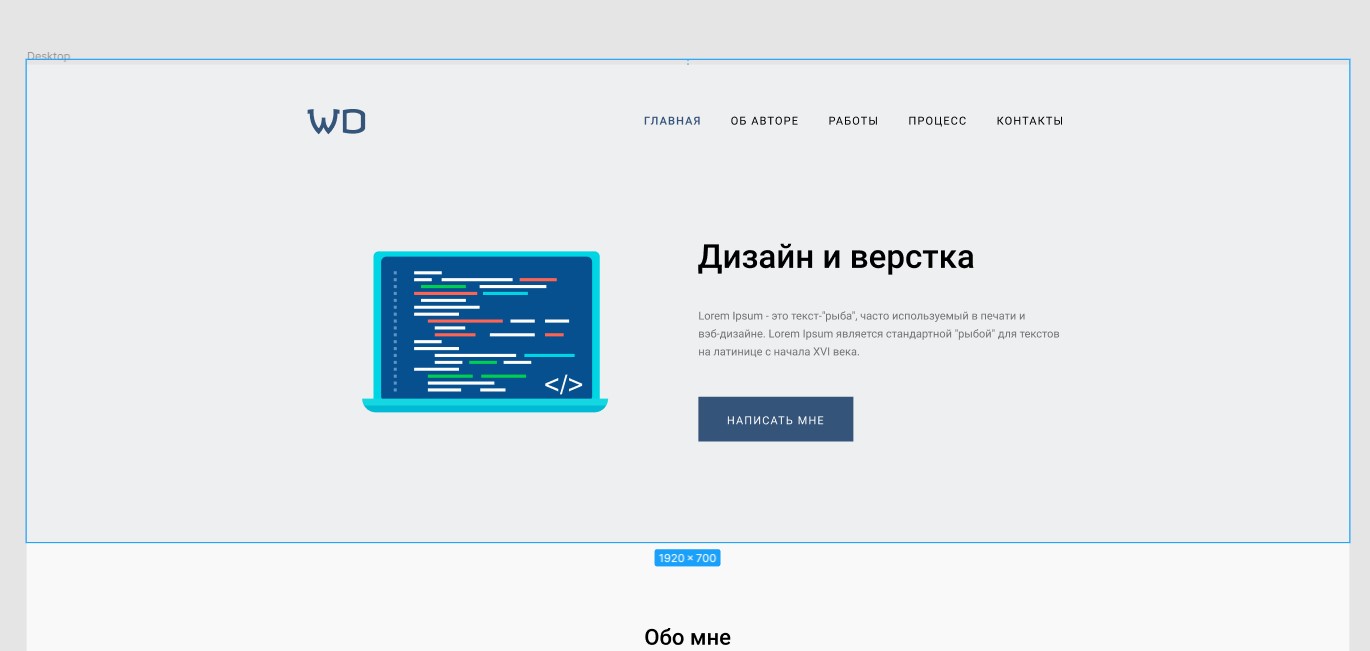 Desktop
WD
ГЛАВНАЯ ОБ АВТОРЕ РАБОТЫ ПРОЦЕСС КОНТАКТЫ
Дизайн и верстка
Lorem Ipsum - это текст-"рыба", часто используемый в печати и
вэб-дизайне. Lorem Ipsum является стандартной "рыбой" для текстов
на латинице с начала XVI века.
</>
НАПИСАТЬ МНЕ
1920 × 700
Обо мне